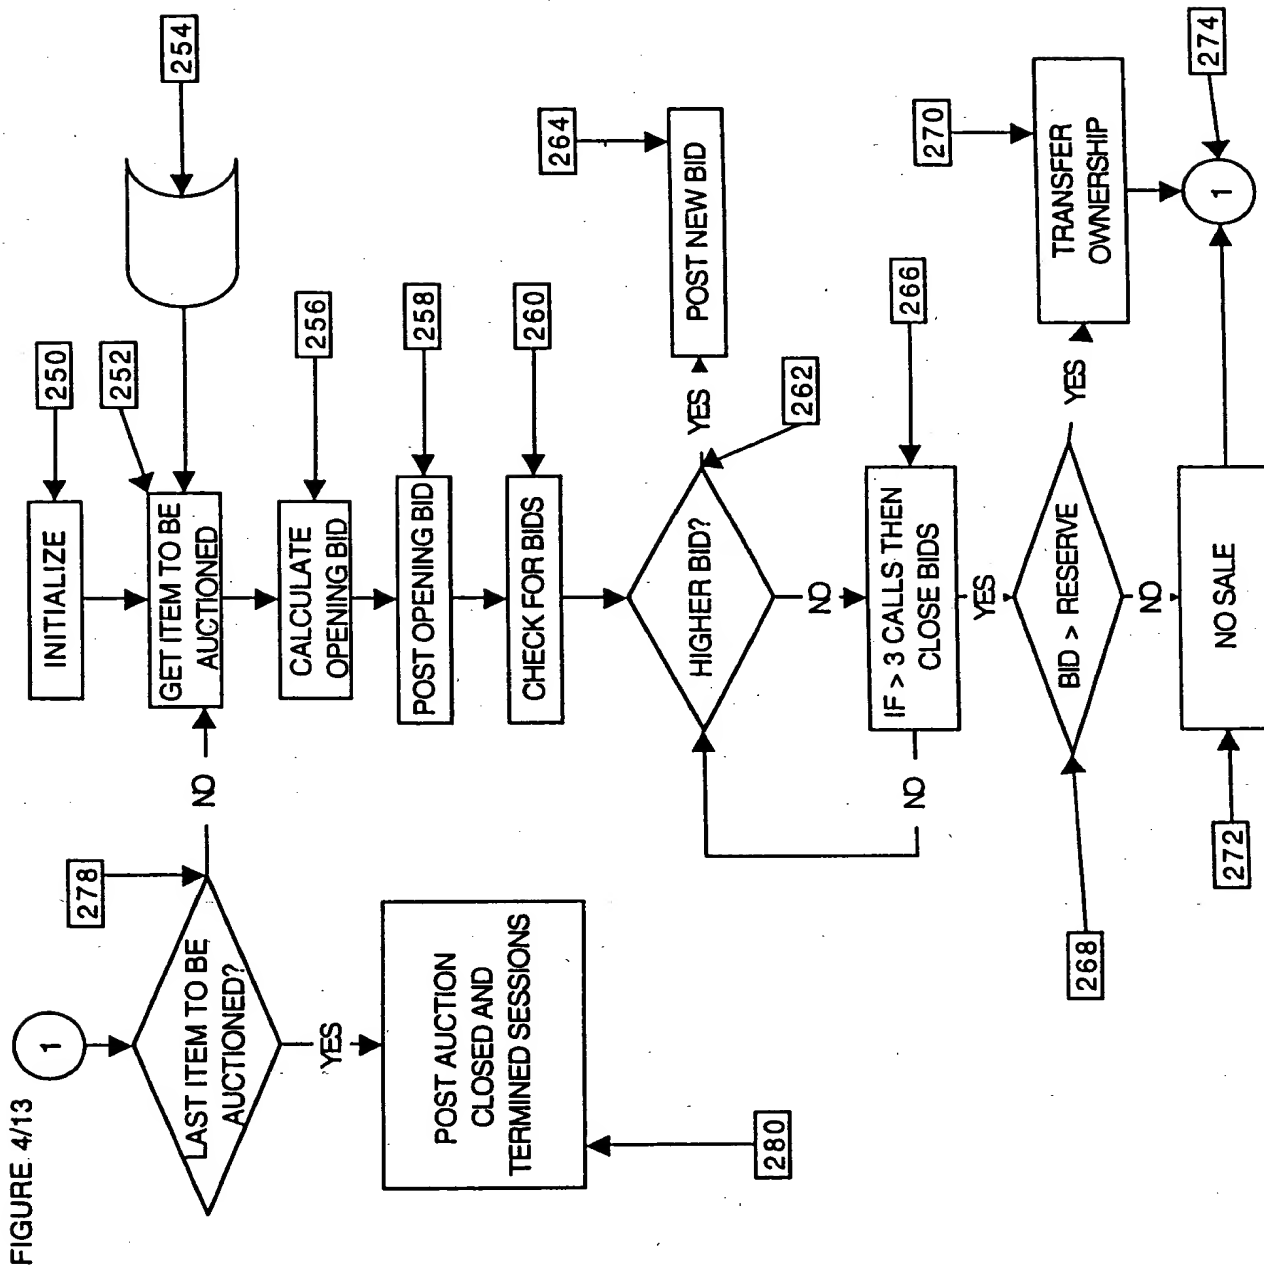 FIGURE 4/13
1
278
LAST ITEM TO BE
AUCTIONED?
NO
YES
POST AUCTION
CLOSED AND
TERMINED SESSIONS
280
250
INITIALIZE
252
254
GET ITEM TO BE
AUCTIONED
256
CALCULATE
OPENING BID
258
POST OPENING BID
260
CHECK FOR BIDS
262
HIGHER BID?
YES
264
POST NEW BID
NO
266
IF > 3 CALLS THEN
CLOSE BIDS
NO
YES
268
BID > RESERVE
YES
270
TRANSFER
OWNERSHIP
NO
272
NO SALE
274
1